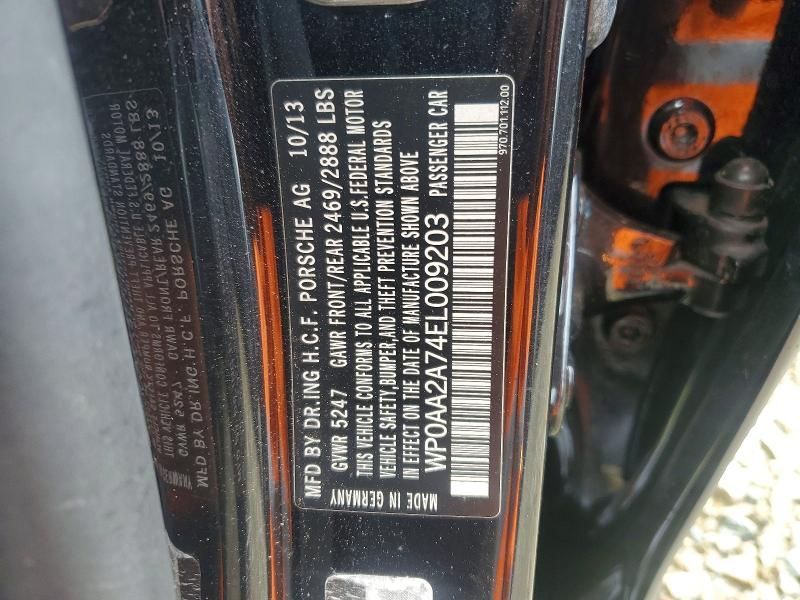 MFD BY DR.ING H.C.F. PORSCHE AG 10/13
GVWR 5247 GAWR FRONT/REAR 2469/2888 LBS
THIS VEHICLE CONFORMS TO ALL APPLICABLE U.S.FEDERAL MOTOR
VEHICLE SAFETY,BUMPER,AND THEFT PREVENTION STANDARDS
IN EFFECT ON THE DATE OF MANUFACTURE SHOWN ABOVE
MADE IN GERMANY
WP0AA2A74EL009203 PASSENGER CAR
970.701.112.00